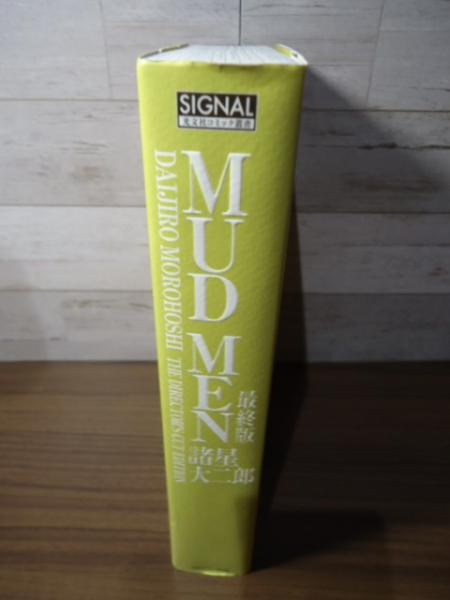 SIGNAL
光文社コミック叢書
MUD MEN
最終版
DAIJIRO MOROHOSHI THE DIRECTOR'S CUT EDITION
諸星
大二郎